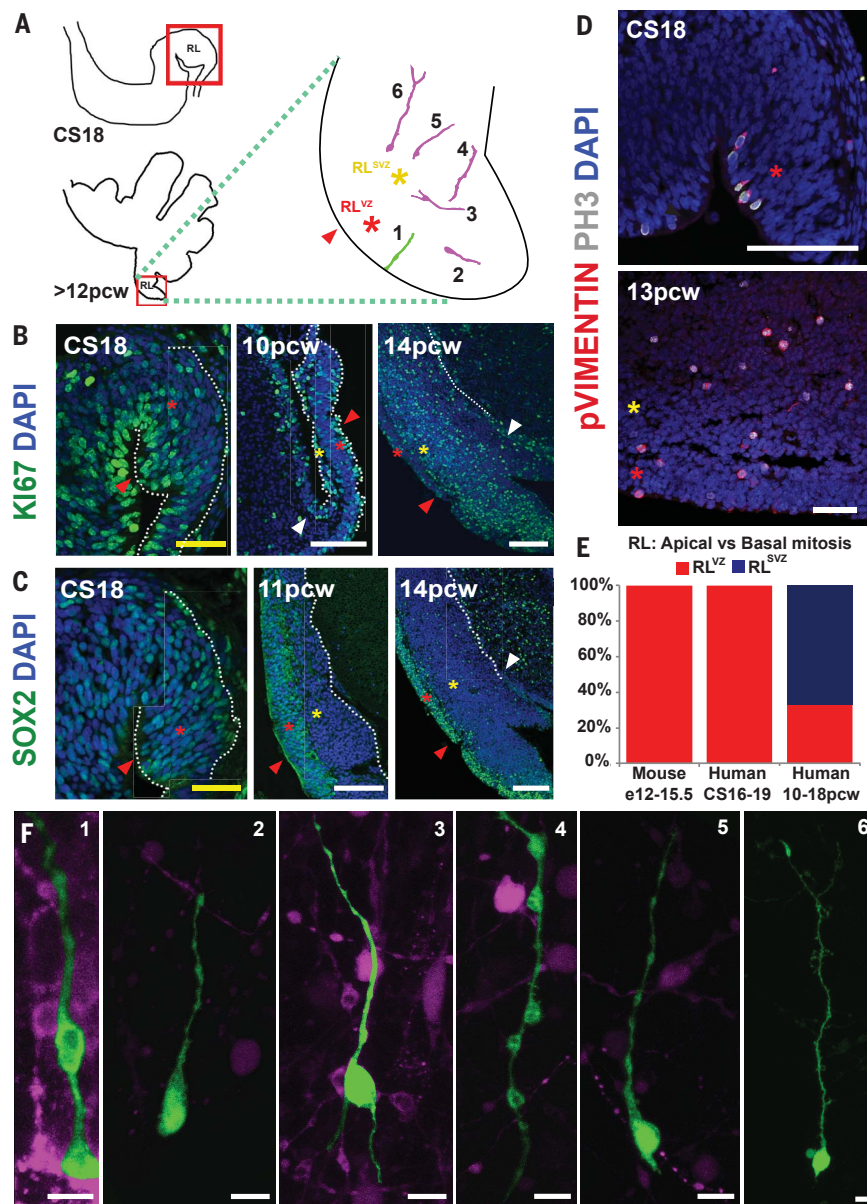 A
RL
CS18
RL
>12pcw
6
5
4
RL^SVZ
3
RL^VZ
1
2
B
KI67 DAPI
CS18
10pcw
14pcw
C
SOX2 DAPI
CS18
11pcw
14pcw
D
pVIMENTIN PH3 DAPI
CS18
13pcw
E
RL: Apical vs Basal mitosis
RL^VZ RL^SVZ
100%
80%
60%
40%
20%
0%
Mouse e12-15.5
Human CS16-19
Human 10-18pcw
F
1
2
3
4
5
6